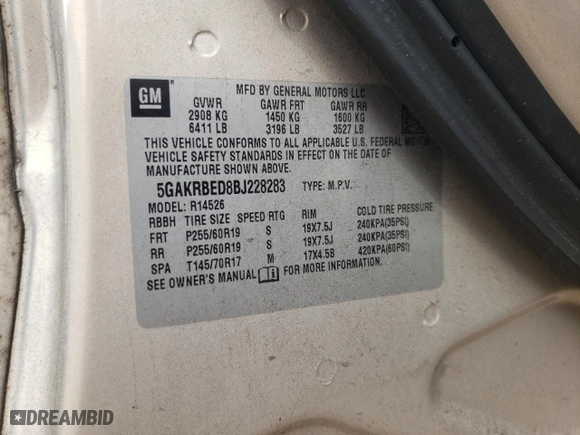 MFD BY GENERAL MOTORS LLC
GM
GVWR GAWR FRT GAWR RR
2908 KG 1450 KG 1600 KG
6411 LB 3196 LB 3527 LB
THIS VEHICLE CONFORMS TO ALL APPLICABLE U.S. FEDERAL MOTOR
VEHICLE SAFETY STANDARDS IN EFFECT ON THE DATE OF
MANUFACTURE SHOWN ABOVE.
5GAKRBED8BJ228283 TYPE: M.P.V.
MODEL: R14526
RBBH TIRE SIZE SPEED RTG RIM COLD TIRE PRESSURE
FRT P255/60R19 S 19X7.5J 240KPA(35PSI)
RR P255/60R19 S 19X7.5J 240KPA(35PSI)
SPA T145/70R17 M 17X4.5B 420KPA(60PSI)
SEE OWNER'S MANUAL FOR MORE INFORMATION.
DREAMBID